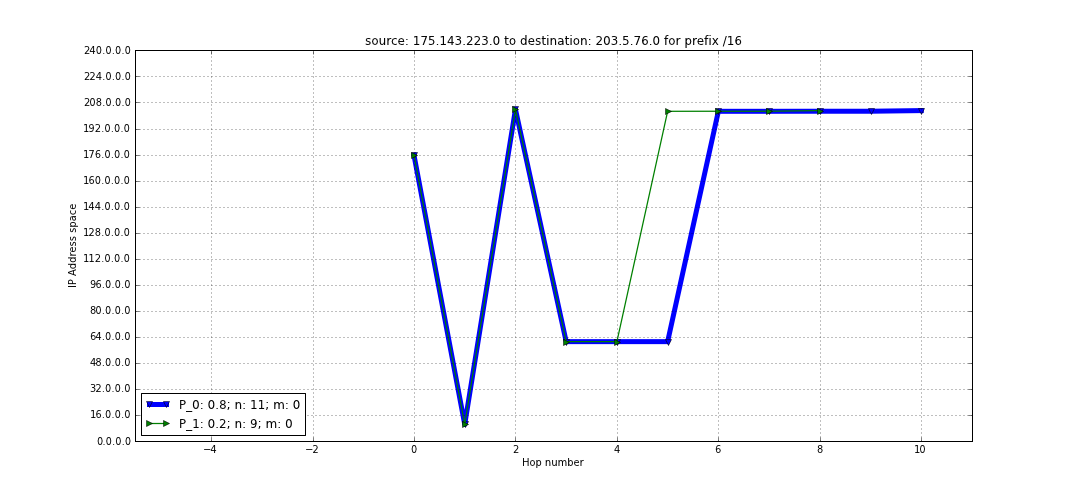 source: 175.143.223.0 to destination: 203.5.76.0 for prefix /16
240.0.0.0
224.0.0.0
208.0.0.0
192.0.0.0
176.0.0.0
160.0.0.0
144.0.0.0
128.0.0.0
112.0.0.0
96.0.0.0
80.0.0.0
64.0.0.0
48.0.0.0
32.0.0.0
16.0.0.0
0.0.0.0
IP Address space
P_0: 0.8; n: 11; m: 0
P_1: 0.2; n: 9; m: 0
−4 −2 0 2 4 6 8 10
Hop number